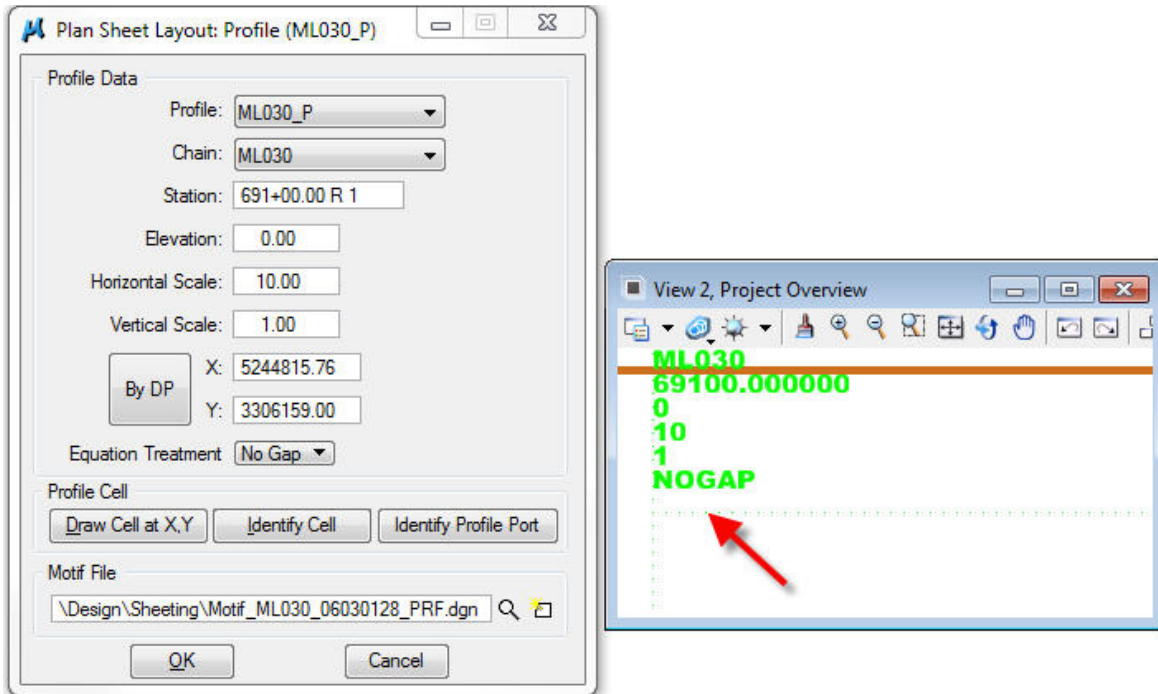 Plan Sheet Layout: Profile (ML030_P)
Profile Data
Profile: ML030_P
Chain: ML030
Station: 691+00.00 R 1
Elevation: 0.00
Horizontal Scale: 10.00
Vertical Scale: 1.00
By DP
X: 5244815.76
Y: 3306159.00
Equation Treatment No Gap
Profile Cell
Draw Cell at X,Y Identify Cell Identify Profile Port
Motif File
\Design\Sheeting\Motif_ML030_06030128_PRF.dgn
OK Cancel
View 2, Project Overview
ML030
69100.000000
0
10
1
NOGAP